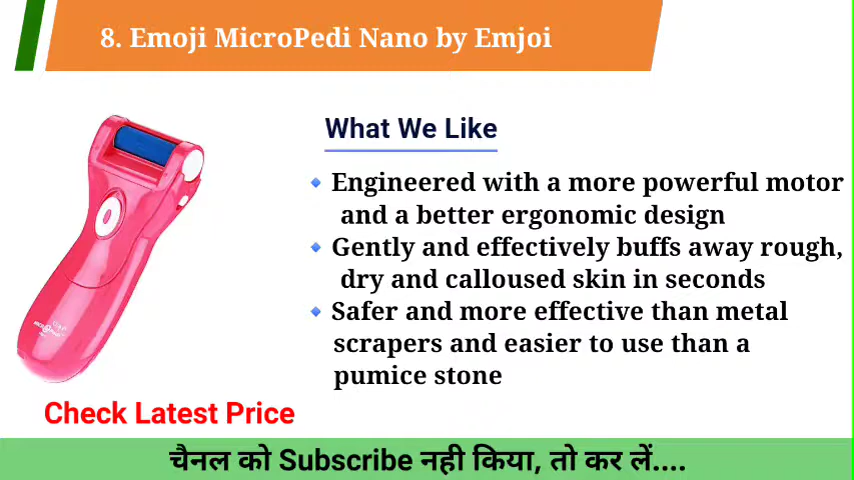 8. Emoji MicroPedi Nano by Emjoi
What We Like
Engineered with a more powerful motor
and a better ergonomic design
Gently and effectively buffs away rough,
dry and calloused skin in seconds
Safer and more effective than metal
scrapers and easier to use than a
pumice stone
Check Latest Price
चैनल को Subscribe नही किया, तो कर लें....